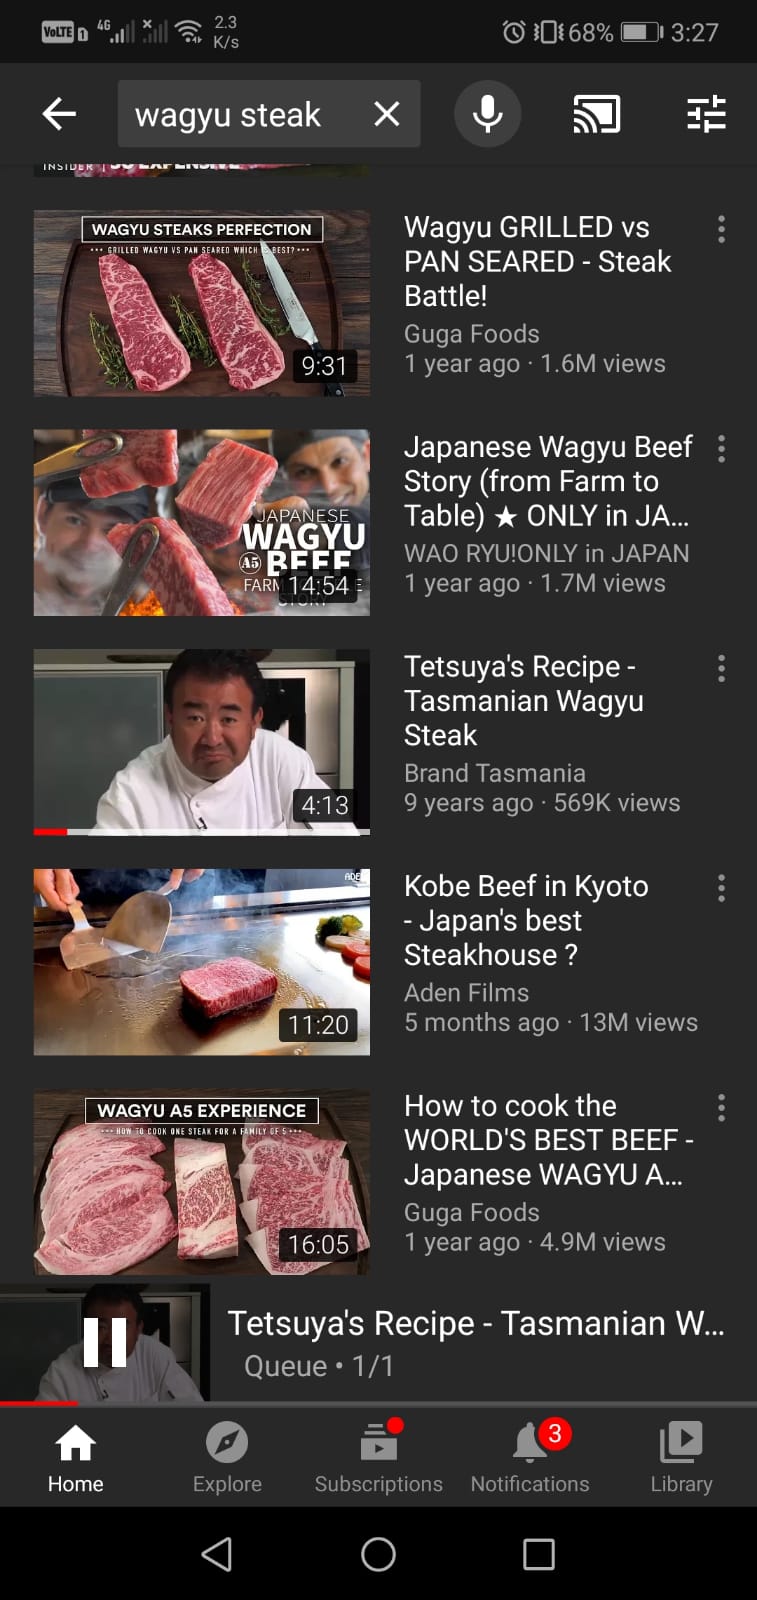 VoLTE 1 4G 2.3 K/s 68% 3:27
wagyu steak
INSIDER | SO EXPENSIVE
WAGYU STEAKS PERFECTION
••• GRILLED WAGYU VS PAN SEARED WHICH IS BEST? •••
9:31
Wagyu GRILLED vs
PAN SEARED - Steak
Battle!
Guga Foods
1 year ago · 1.6M views
JAPANESE
WAGYU
A5 BEEF
FARM
STORY
14:54
Japanese Wagyu Beef
Story (from Farm to
Table) ★ ONLY in JA...
WAO RYU!ONLY in JAPAN
1 year ago · 1.7M views
4:13
Tetsuya's Recipe -
Tasmanian Wagyu
Steak
Brand Tasmania
9 years ago · 569K views
ADE
11:20
Kobe Beef in Kyoto
- Japan's best
Steakhouse ?
Aden Films
5 months ago · 13M views
WAGYU A5 EXPERIENCE
••• HOW TO COOK ONE STEAK FOR A FAMILY OF 5 •••
16:05
How to cook the
WORLD'S BEST BEEF -
Japanese WAGYU A...
Guga Foods
1 year ago · 4.9M views
Tetsuya's Recipe - Tasmanian W...
Queue • 1/1
3
Home Explore Subscriptions Notifications Library